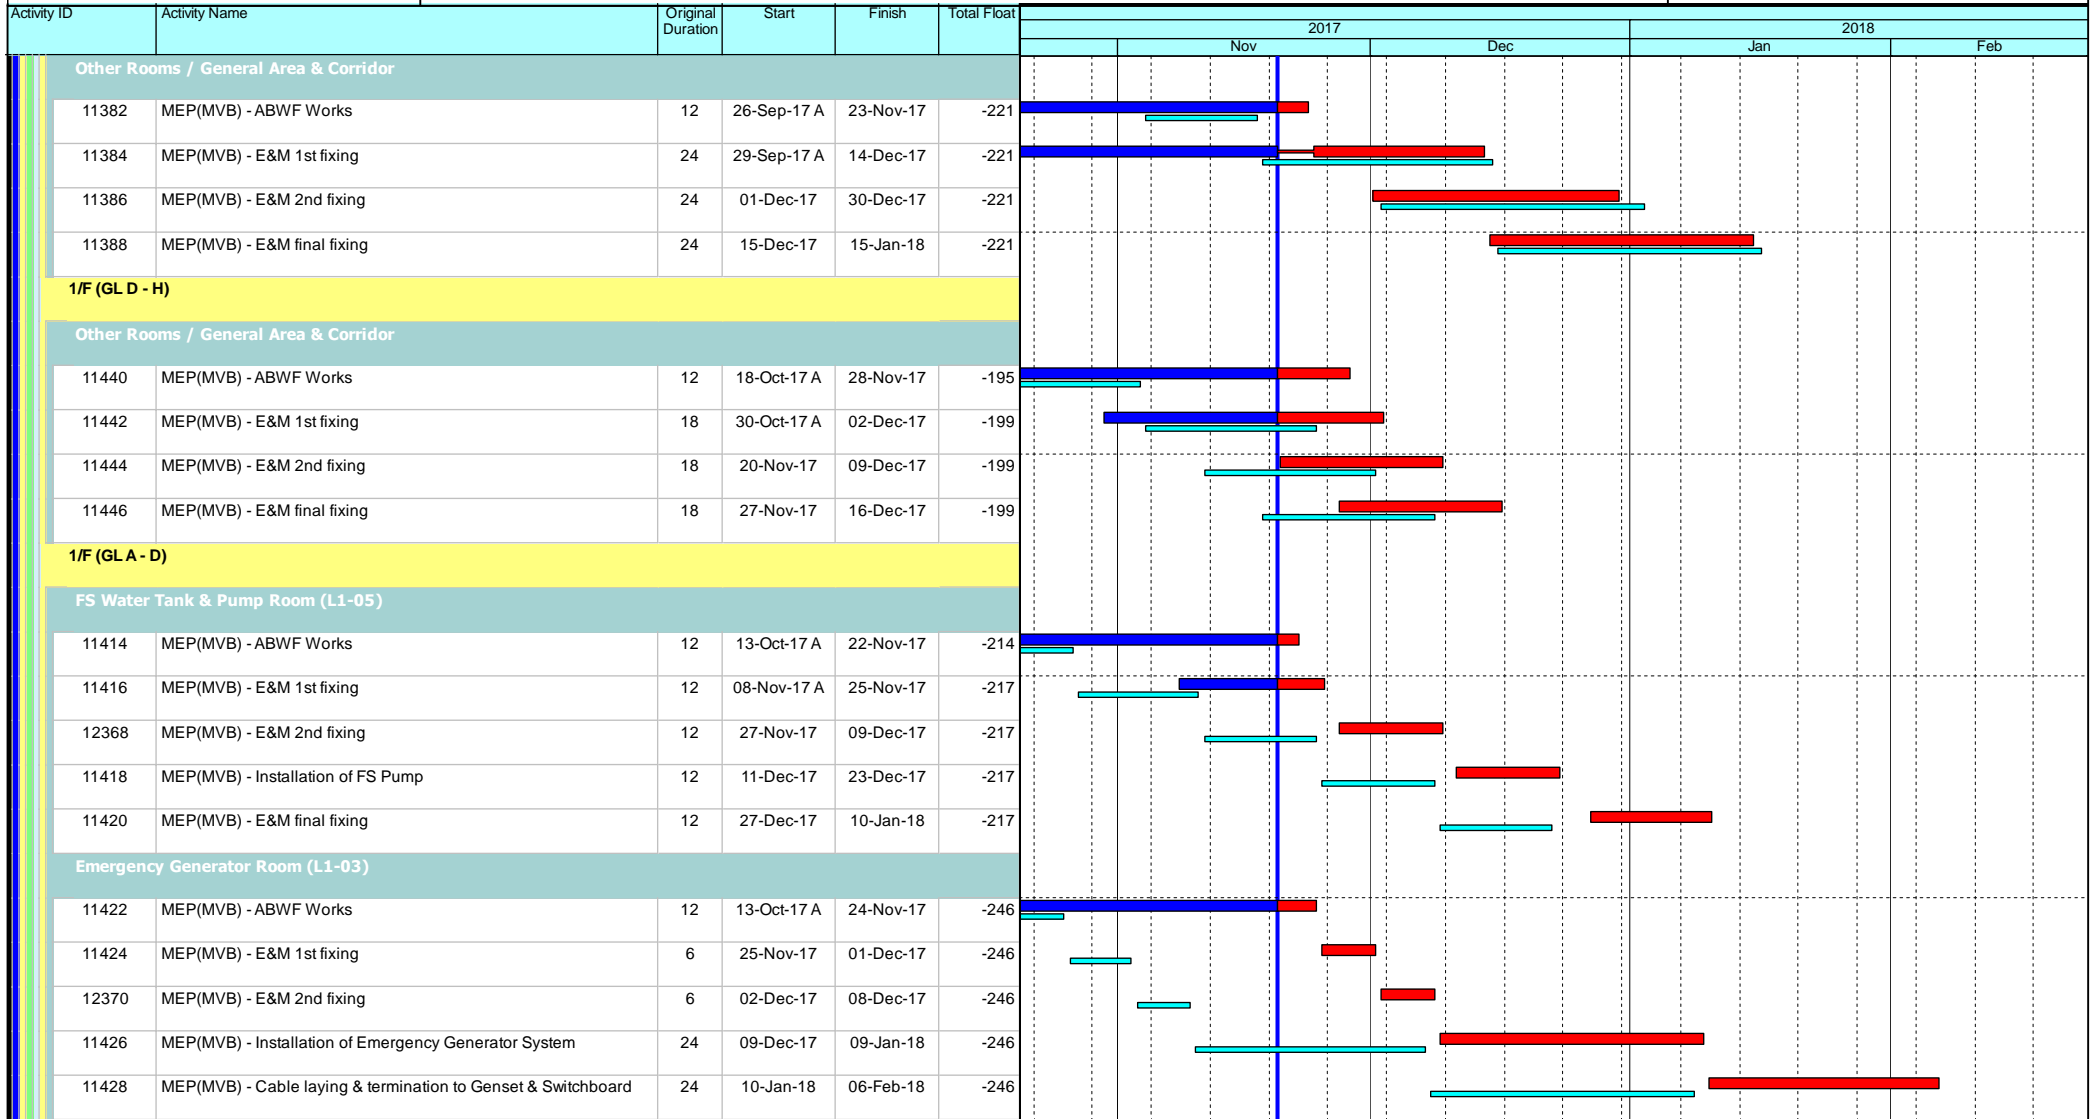 Activity ID Activity Name Original Duration Start Finish Total Float
2017 2018
Nov Dec Jan Feb
Other Rooms / General Area & Corridor
11382 MEP(MVB) - ABWF Works 12 26-Sep-17 A 23-Nov-17 -221
11384 MEP(MVB) - E&M 1st fixing 24 29-Sep-17 A 14-Dec-17 -221
11386 MEP(MVB) - E&M 2nd fixing 24 01-Dec-17 30-Dec-17 -221
11388 MEP(MVB) - E&M final fixing 24 15-Dec-17 15-Jan-18 -221
1/F (GL D - H)
Other Rooms / General Area & Corridor
11440 MEP(MVB) - ABWF Works 12 18-Oct-17 A 28-Nov-17 -195
11442 MEP(MVB) - E&M 1st fixing 18 30-Oct-17 A 02-Dec-17 -199
11444 MEP(MVB) - E&M 2nd fixing 18 20-Nov-17 09-Dec-17 -199
11446 MEP(MVB) - E&M final fixing 18 27-Nov-17 16-Dec-17 -199
1/F (GL A - D)
FS Water Tank & Pump Room (L1-05)
11414 MEP(MVB) - ABWF Works 12 13-Oct-17 A 22-Nov-17 -214
11416 MEP(MVB) - E&M 1st fixing 12 08-Nov-17 A 25-Nov-17 -217
12368 MEP(MVB) - E&M 2nd fixing 12 27-Nov-17 09-Dec-17 -217
11418 MEP(MVB) - Installation of FS Pump 12 11-Dec-17 23-Dec-17 -217
11420 MEP(MVB) - E&M final fixing 12 27-Dec-17 10-Jan-18 -217
Emergency Generator Room (L1-03)
11422 MEP(MVB) - ABWF Works 12 13-Oct-17 A 24-Nov-17 -246
11424 MEP(MVB) - E&M 1st fixing 6 25-Nov-17 01-Dec-17 -246
12370 MEP(MVB) - E&M 2nd fixing 6 02-Dec-17 08-Dec-17 -246
11426 MEP(MVB) - Installation of Emergency Generator System 24 09-Dec-17 09-Jan-18 -246
11428 MEP(MVB) - Cable laying & termination to Genset & Switchboard 24 10-Jan-18 06-Feb-18 -246